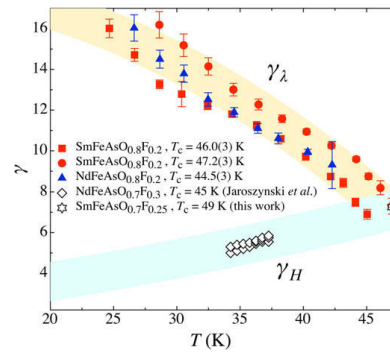 16
14
12
10
8
6
4
γ
γλ
SmFeAsO0.8F0.2, Tc = 46.0(3) K
SmFeAsO0.8F0.2, Tc = 47.2(3) K
NdFeAsO0.8F0.2, Tc = 44.5(3) K
NdFeAsO0.7F0.3, Tc = 45 K (Jaroszynski et al.)
SmFeAsO0.7F0.25, Tc = 49 K (this work)
γH
20 25 30 35 40 45
T (K)